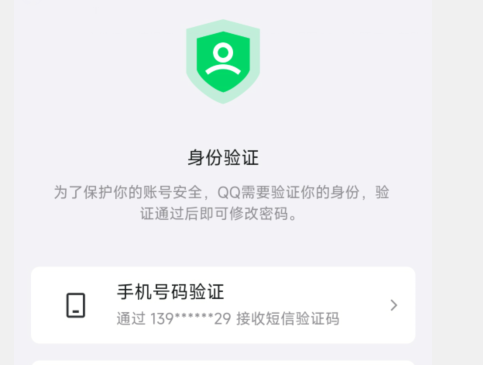 身份验证
为了保护你的账号安全，QQ需要验证你的身份，验
证通过后即可修改密码。
手机号码验证
通过 139******29 接收短信验证码